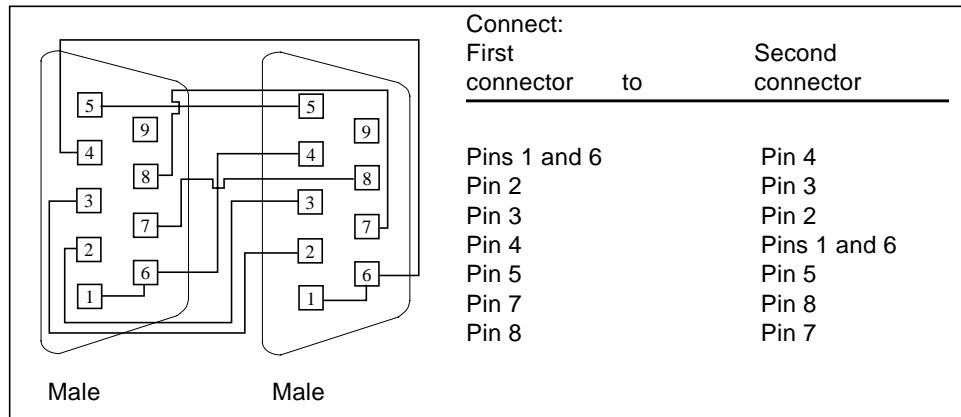 Connect:
First Second
connector to connector
Pins 1 and 6 Pin 4
Pin 2 Pin 3
Pin 3 Pin 2
Pin 4 Pins 1 and 6
Pin 5 Pin 5
Pin 7 Pin 8
Pin 8 Pin 7
5
9
4
8
3
7
2
6
1
5
9
4
8
3
7
2
6
1
Male Male